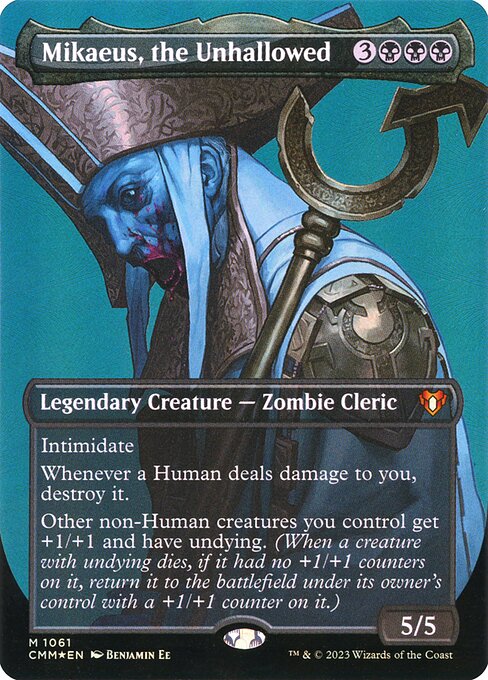 Mikaeus, the Unhallowed 3
Legendary Creature — Zombie Cleric
Intimidate
Whenever a Human deals damage to you,
destroy it.
Other non-Human creatures you control get
+1/+1 and have undying. (When a creature
with undying dies, if it had no +1/+1 counters
on it, return it to the battlefield under its owner's
control with a +1/+1 counter on it.)
5/5
M 1061
CMM★EN Benjamin Ee
™ & © 2023 Wizards of the Coast